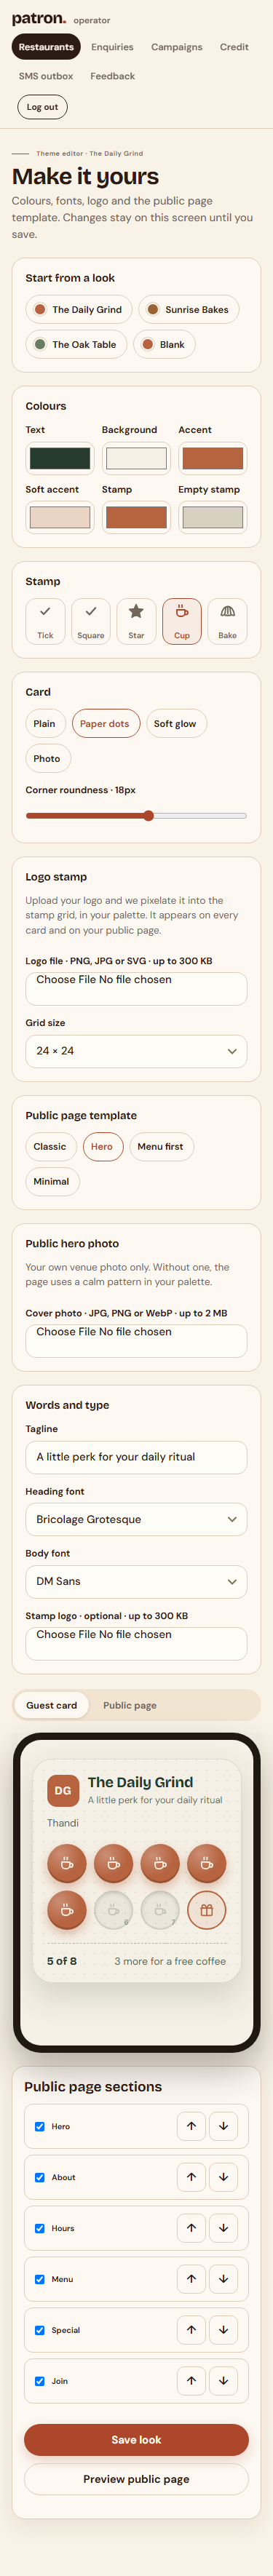 patron. operator
Restaurants Enquiries Campaigns Credit
SMS outbox Feedback
Log out
Theme editor · The Daily Grind
Make it yours
Colours, fonts, logo and the public page
template. Changes stay on this screen until you
save.
Start from a look
The Daily Grind Sunrise Bakes
The Oak Table Blank
Colours
Text Background Accent
Soft accent Stamp Empty stamp
Stamp
Tick Square Star Cup Bake
Card
Plain Paper dots Soft glow
Photo
Corner roundness · 18px
Logo stamp
Upload your logo and we pixelate it into the
stamp grid, in your palette. It appears on every
card and on your public page.
Logo file · PNG, JPG or SVG · up to 300 KB
Choose File No file chosen
Grid size
24 × 24
Public page template
Classic Hero Menu first
Minimal
Public hero photo
Your own venue photo only. Without one, the
page uses a calm pattern in your palette.
Cover photo · JPG, PNG or WebP · up to 2 MB
Choose File No file chosen
Words and type
Tagline
A little perk for your daily ritual
Heading font
Bricolage Grotesque
Body font
DM Sans
Stamp logo · optional · up to 300 KB
Choose File No file chosen
Guest card Public page
DG The Daily Grind
A little perk for your daily ritual
Thandi
6 7
5 of 8 3 more for a free coffee
Public page sections
Hero
About
Hours
Menu
Special
Join
Save look
Preview public page